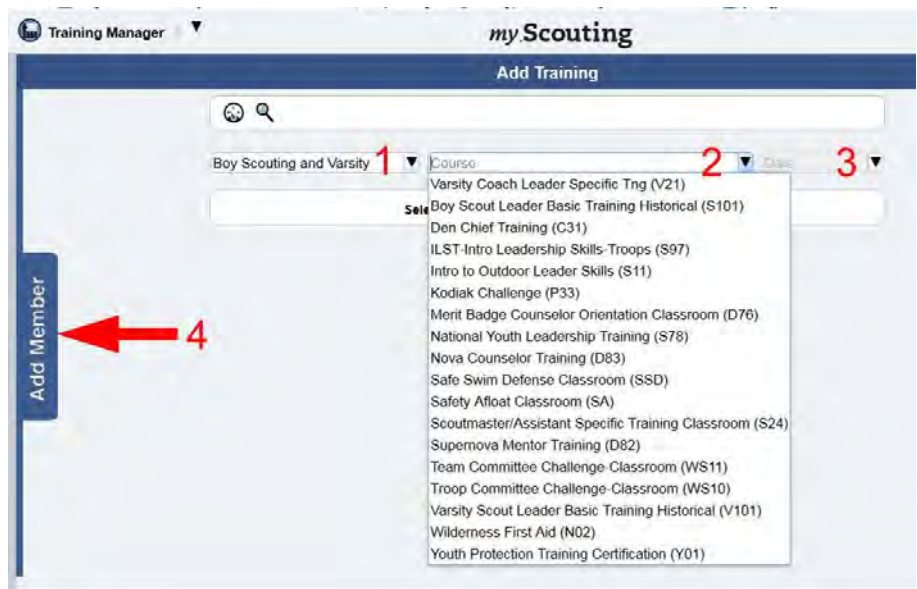 Training Manager ▼ my.Scouting
Add Training
Boy Scouting and Varsity 1 ▼ Course 2 ▼ Date 3 ▼
Varsity Coach Leader Specific Tng (V21)
Sele
Boy Scout Leader Basic Training Historical (S101)
Den Chief Training (C31)
ILST-Intro Leadership Skills-Troops (S97)
Intro to Outdoor Leader Skills (S11)
Kodiak Challenge (P33)
Merit Badge Counselor Orientation Classroom (D76)
National Youth Leadership Training (S78)
Nova Counselor Training (D83)
Safe Swim Defense Classroom (SSD)
Safety Afloat Classroom (SA)
Scoutmaster/Assistant Specific Training Classroom (S24)
Supernova Mentor Training (D82)
Team Committee Challenge-Classroom (WS11)
Troop Committee Challenge-Classroom (WS10)
Varsity Scout Leader Basic Training Historical (V101)
Wilderness First Aid (N02)
Youth Protection Training Certification (Y01)
Add Member
4